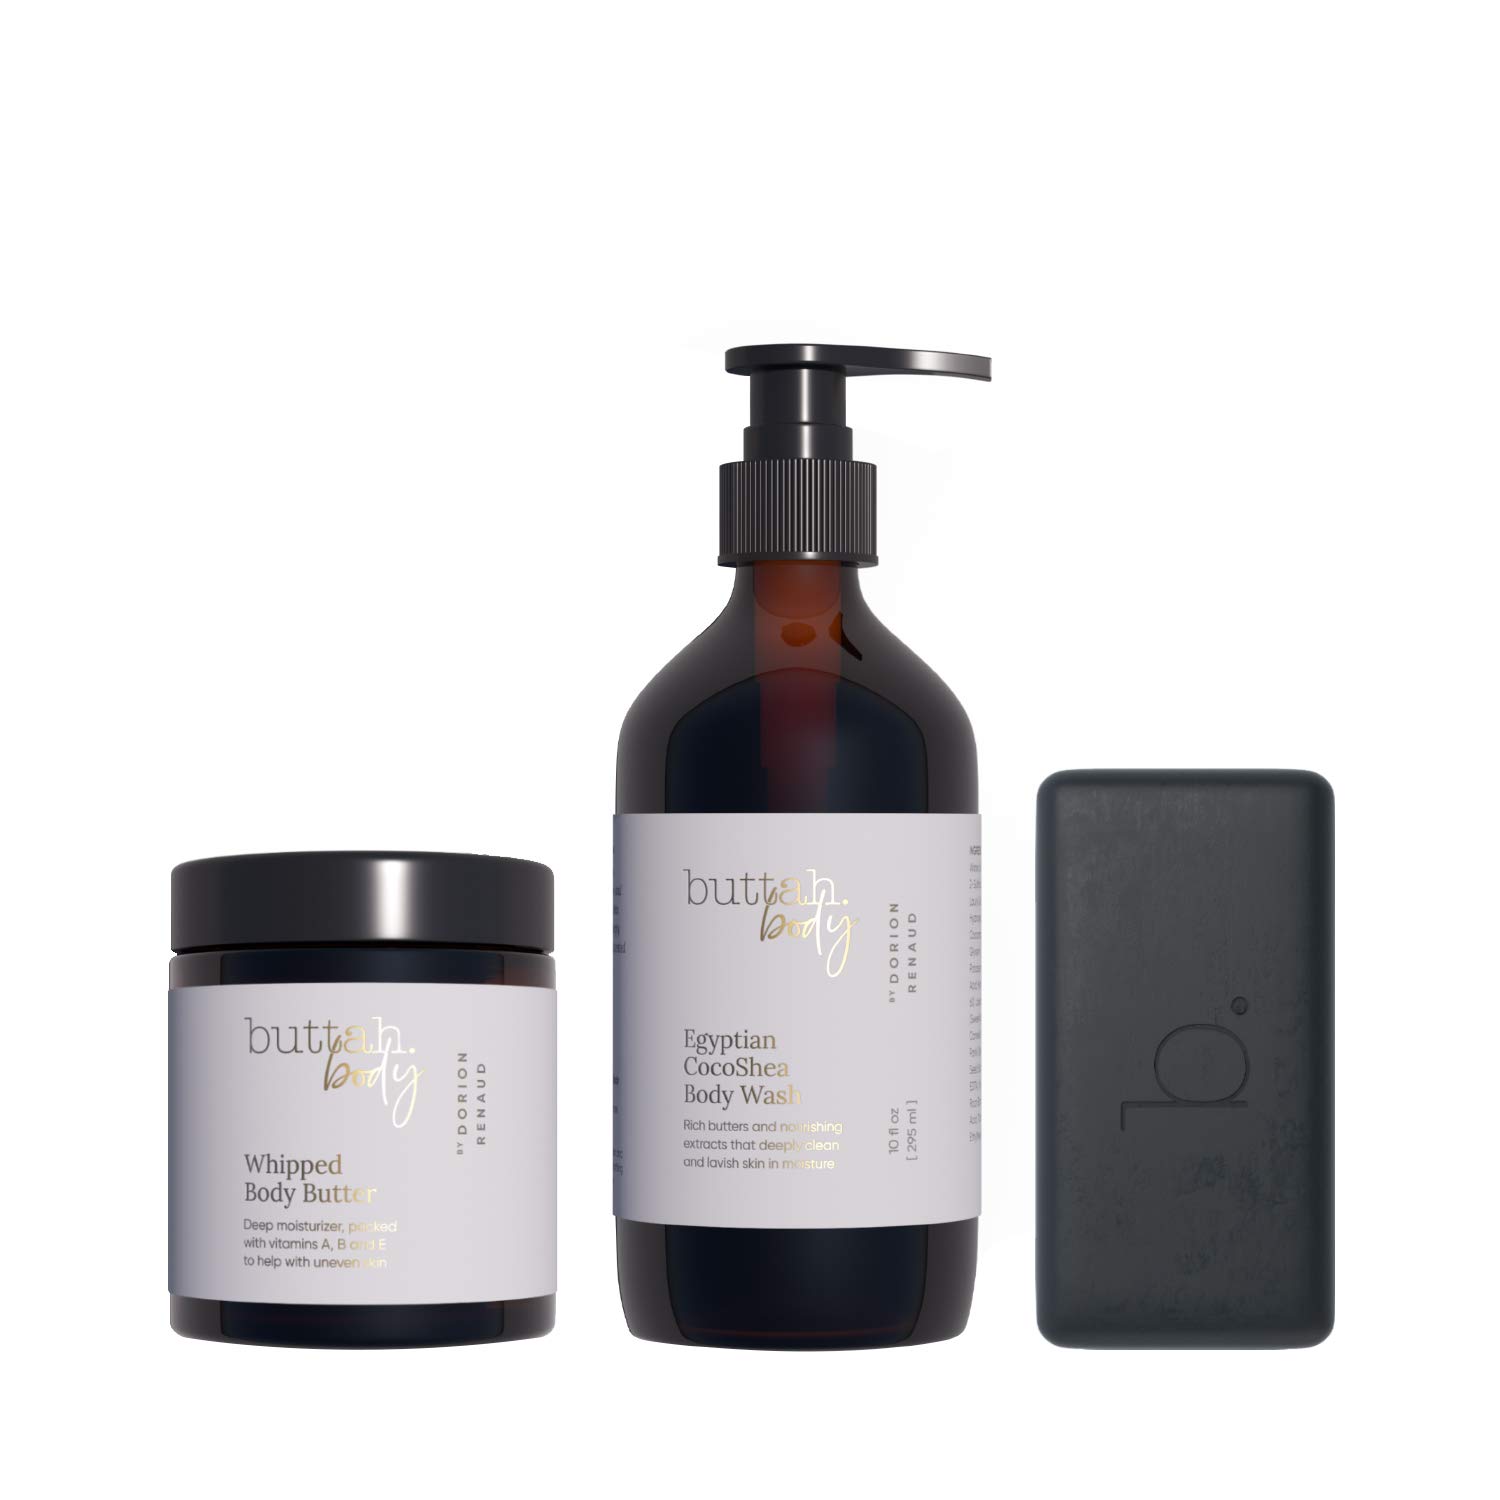 buttah.
body
BY DORION
RENAUD
Whipped
Body Butter
Deep moisturizer, packed
with vitamins A, B and E
to help with uneven skin
buttah.
body
BY DORION
RENAUD
Egyptian
CocoShea
Body Wash
Rich butters and nourishing
extracts that deeply clean
and lavish skin in moisture
10 fl oz
[ 295 ml ]
b.